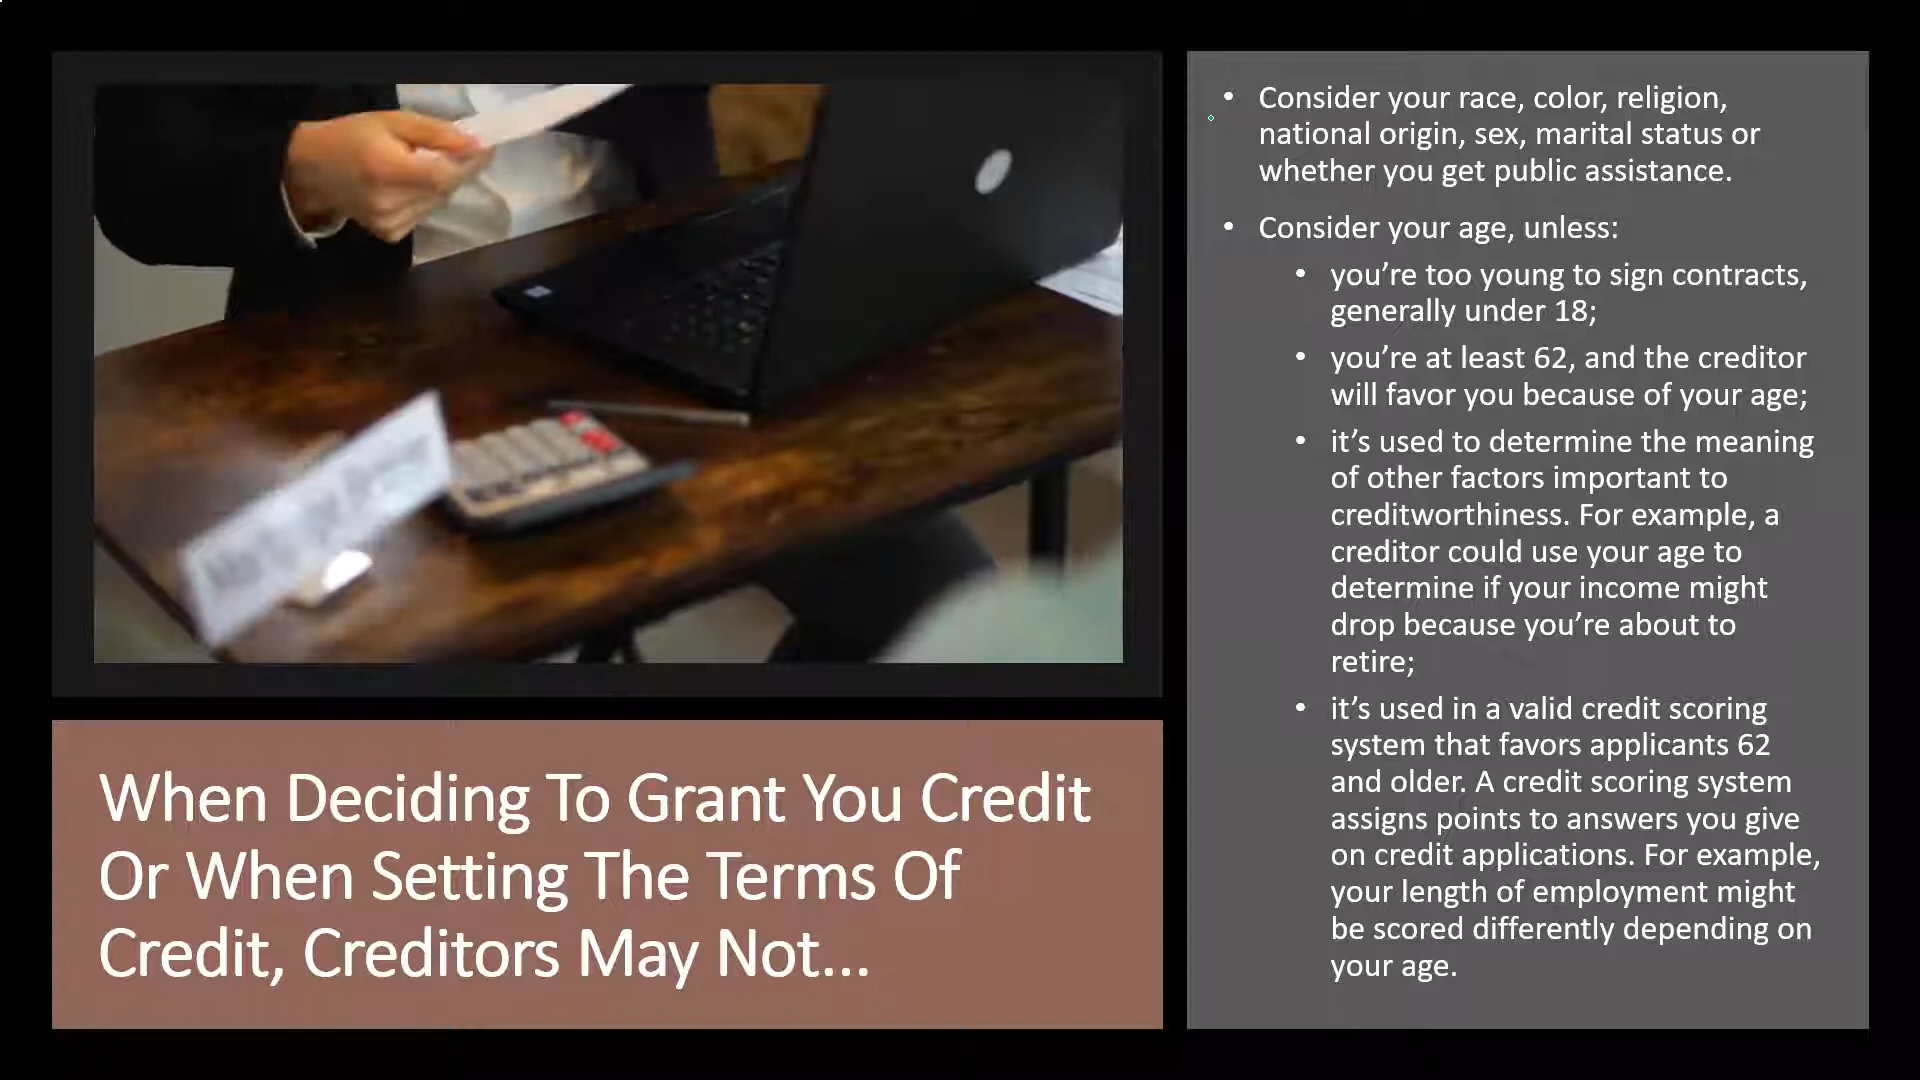 When Deciding To Grant You Credit
Or When Setting The Terms Of
Credit, Creditors May Not...
• Consider your race, color, religion,
national origin, sex, marital status or
whether you get public assistance.
• Consider your age, unless:
• you’re too young to sign contracts,
generally under 18;
• you’re at least 62, and the creditor
will favor you because of your age;
• it’s used to determine the meaning
of other factors important to
creditworthiness. For example, a
creditor could use your age to
determine if your income might
drop because you’re about to
retire;
• it’s used in a valid credit scoring
system that favors applicants 62
and older. A credit scoring system
assigns points to answers you give
on credit applications. For example,
your length of employment might
be scored differently depending on
your age.